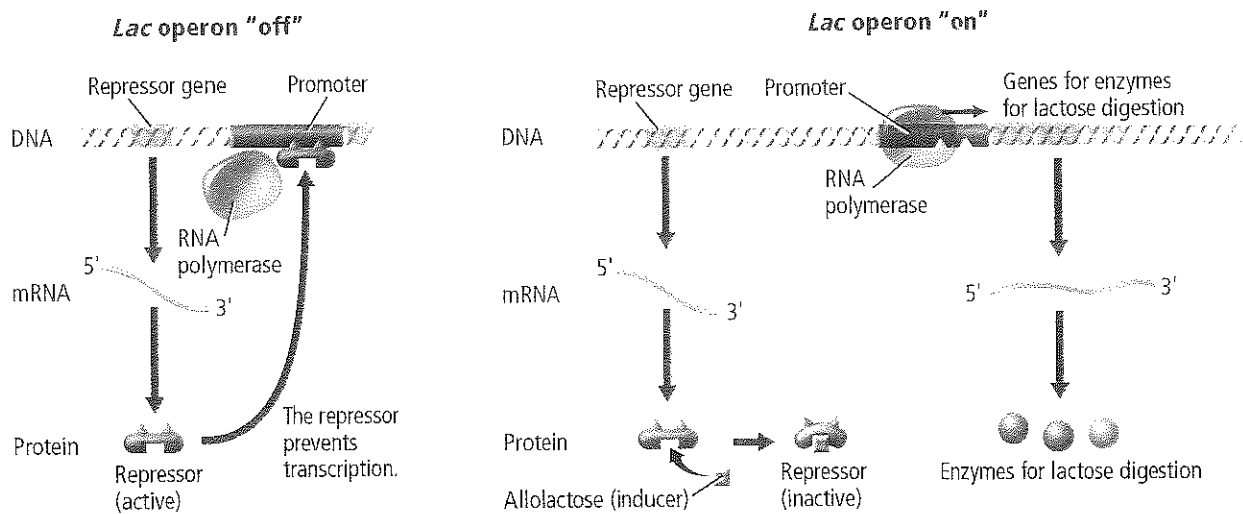 Lac operon "off"
Repressor gene
Promoter
DNA
RNA
polymerase
5'
mRNA
3'
The repressor
prevents
transcription.
Protein
Repressor
(active)
Lac operon "on"
Repressor gene
Promoter
Genes for enzymes
for lactose digestion
DNA
RNA
polymerase
5'
mRNA
3'
5'
3'
Protein
Allolactose (inducer)
Repressor
(inactive)
Enzymes for lactose digestion